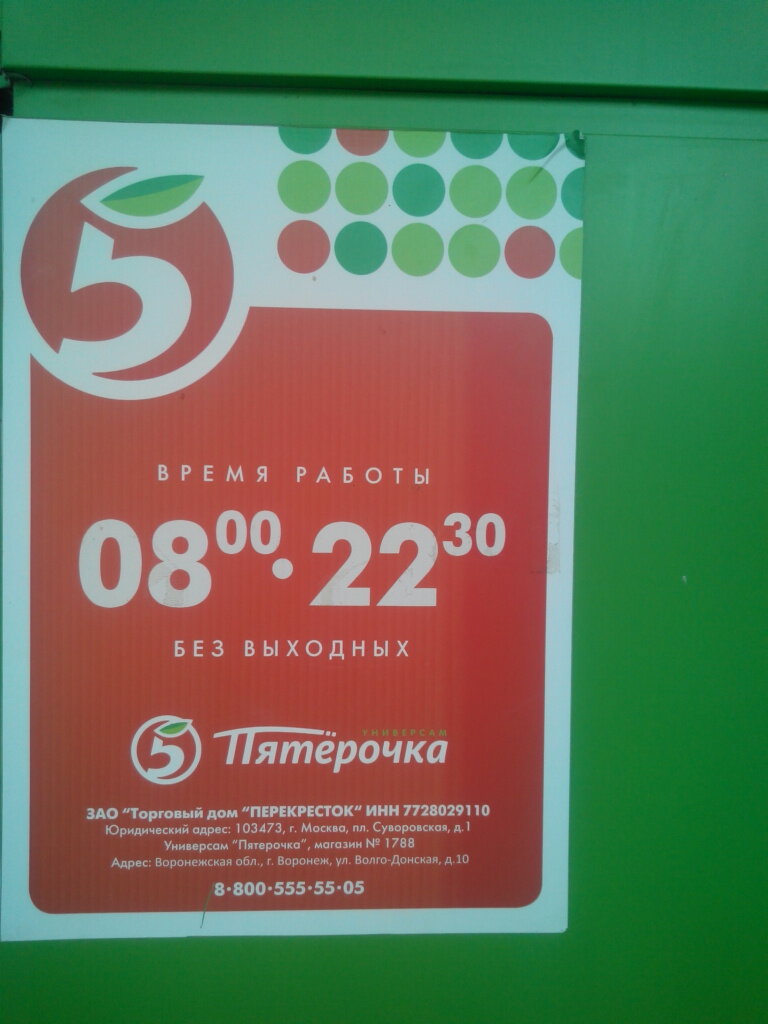 5
ВРЕМЯ РАБОТЫ
08⁰⁰·22³⁰
БЕЗ ВЫХОДНЫХ
УНИВЕРСАМ
5 Пятёрочка
ЗАО "Торговый дом "ПЕРЕКРЕСТОК" ИНН 7728029110
Юридический адрес: 103473, г. Москва, пл. Суворовская, д.1
Универсам "Пятерочка", магазин № 1788
Адрес: Воронежская обл., г. Воронеж, ул. Волго-Донская, д.10
8·800·555·55·05